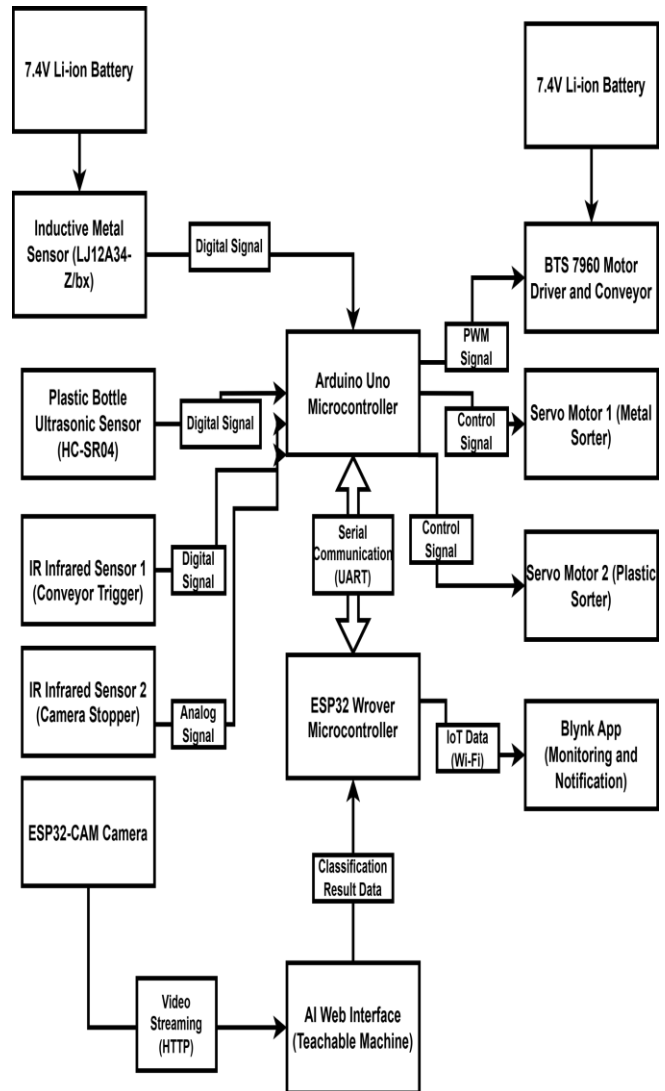 7.4V Li-ion Battery
7.4V Li-ion Battery
Inductive Metal
Sensor (LJ12A34-
Z/bx)
Digital Signal
BTS 7960 Motor
Driver and Conveyor
PWM
Signal
Arduino Uno
Microcontroller
Plastic Bottle
Ultrasonic Sensor
(HC-SR04)
Digital Signal
Control
Signal
Servo Motor 1 (Metal
Sorter)
IR Infrared Sensor 1
(Conveyor Trigger)
Digital
Signal
Serial
Communication
(UART)
Control
Signal
Servo Motor 2 (Plastic
Sorter)
IR Infrared Sensor 2
(Camera Stopper)
Analog
Signal
ESP32 Wrover
Microcontroller
IoT Data
(Wi-Fi)
Blynk App
(Monitoring and
Notification)
ESP32-CAM Camera
Classification
Result Data
Video
Streaming
(HTTP)
AI Web Interface
(Teachable Machine)